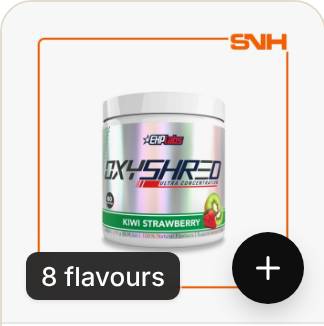 SNH
EHPlabs
OXYSHRED
ULTRA CONCENTRATION
KIWI STRAWBERRY
8 flavours